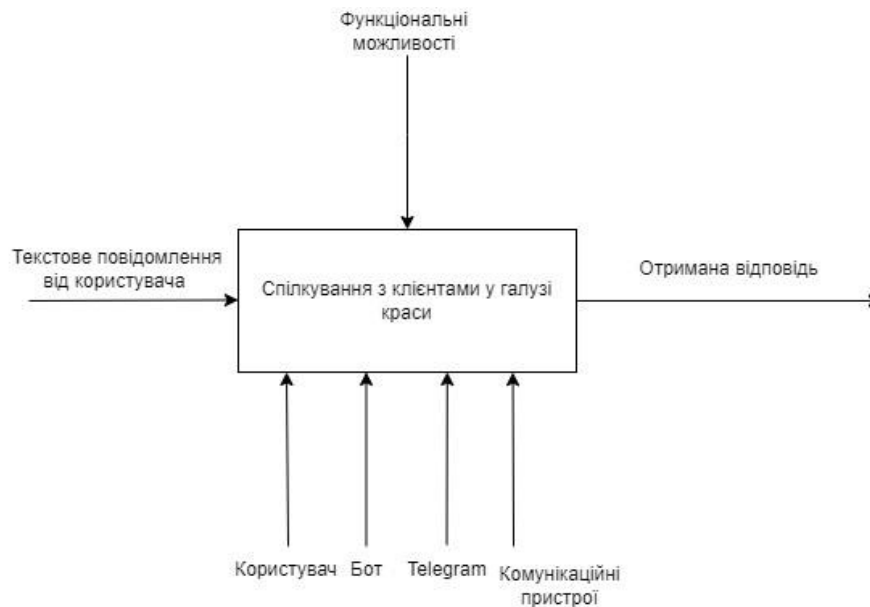 Функціональні
можливості
Текстове повідомлення
від користувача
Спілкування з клієнтами у галузі
краси
Отримана відповідь
Користувач
Бот
Telegram
Комунікаційні
пристрої